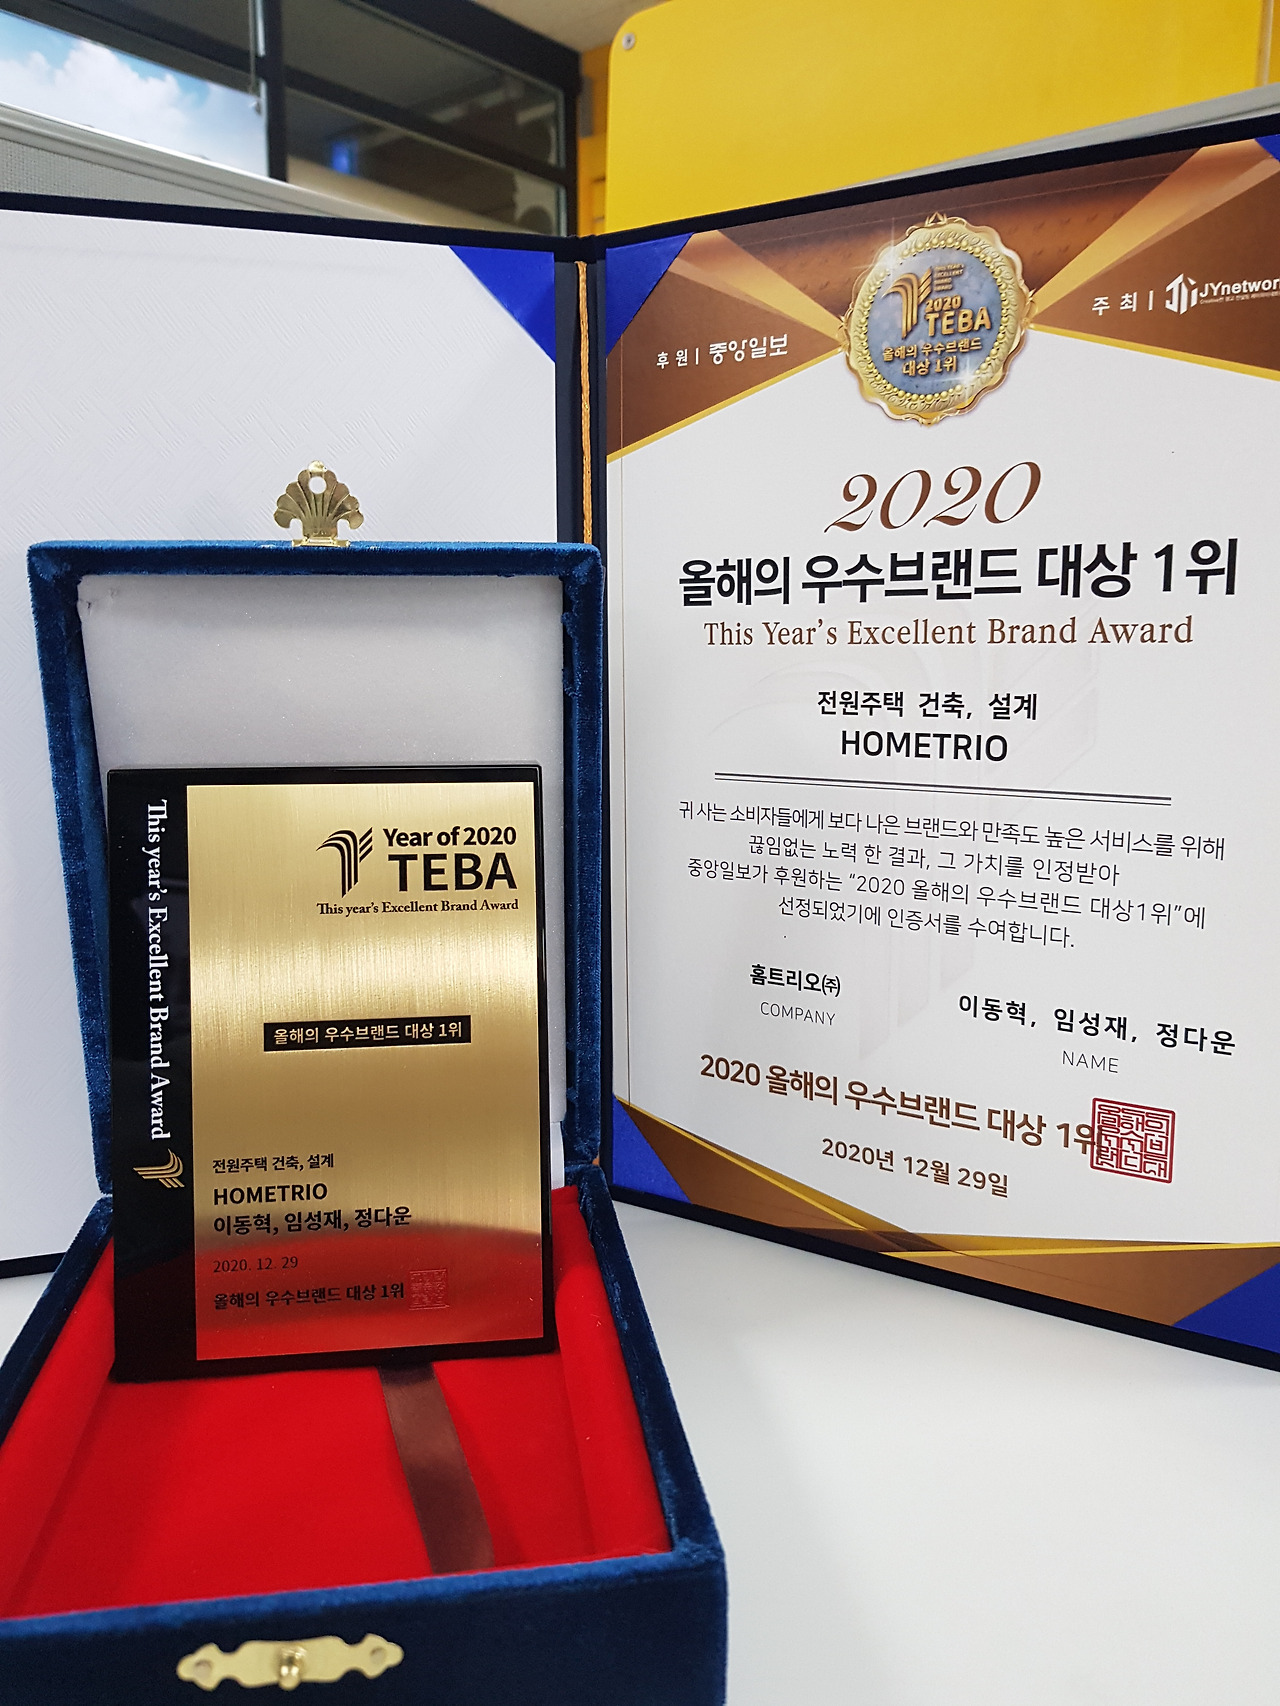 This year's Excellent Brand Award
Year of 2020
TEBA
This year's Excellent Brand Award
올해의 우수브랜드 대상 1위
전원주택 건축, 설계
HOMETRIO
이동혁, 임성재, 정다운
2020. 12. 29
올해의 우수브랜드 대상 1위
후원 | 중앙일보
THIS YEAR'S
EXCELLENT
BRAND
AWARD
2020
TEBA
올해의 우수브랜드
대상 1위
주최 | JYnetwor
2020
올해의 우수브랜드 대상 1위
This Year's Excellent Brand Award
전원주택 건축, 설계
HOMETRIO
귀 사는 소비자들에게 보다 나은 브랜드와 만족도 높은 서비스를 위해
끊임없는 노력 한 결과, 그 가치를 인정받아
중앙일보가 후원하는 "2020 올해의 우수브랜드 대상1위"에
선정되었기에 인증서를 수여합니다.
홈트리오㈜
COMPANY
이동혁, 임성재, 정다운
NAME
2020 올해의 우수브랜드 대상 1위
2020년 12월 29일